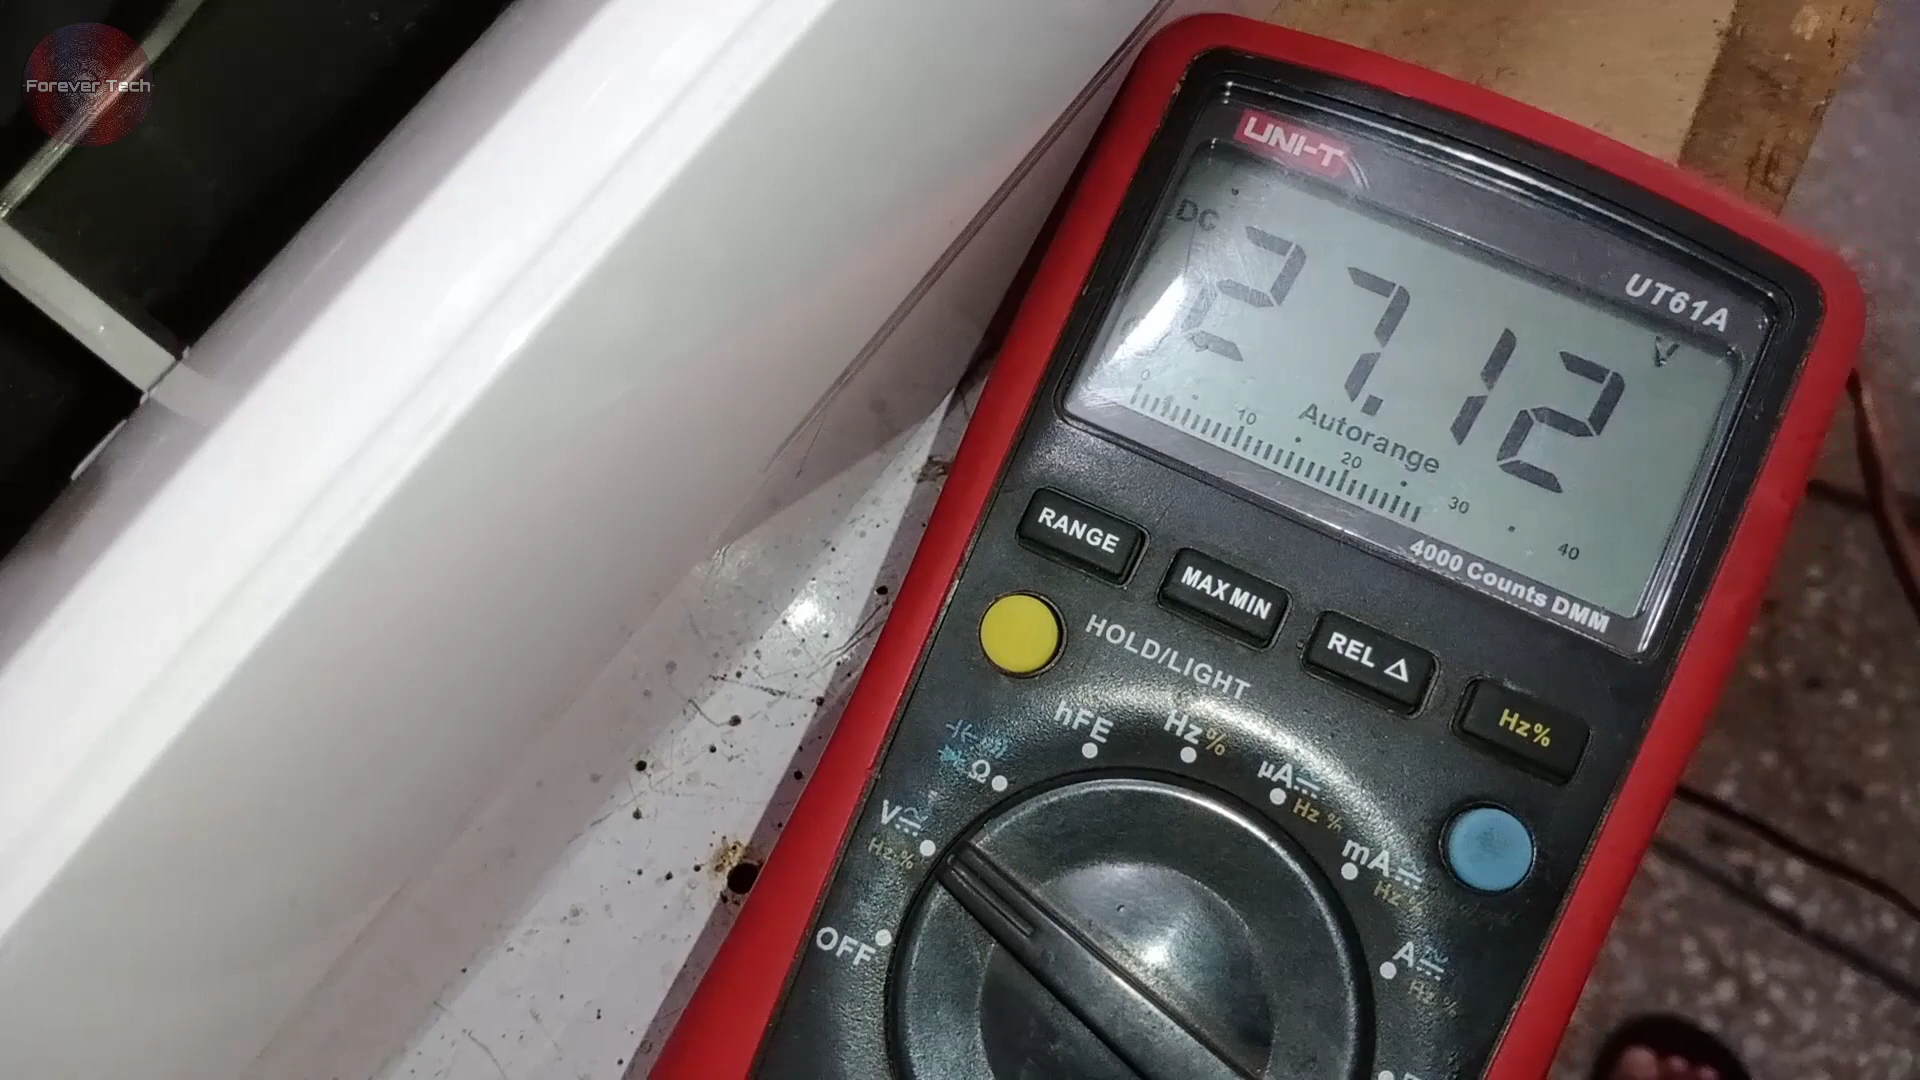 Forever Tech
UNI-T
UT61A
DC
27.12
V
Autorange
0 10 20 30 40
4000 Counts DMM
RANGE
MAX MIN
REL △
Hz%
HOLD/LIGHT
hFE
Hz%
Ω
µA
Hz %
V
Hz %
mA
Hz %
OFF
A
Hz %